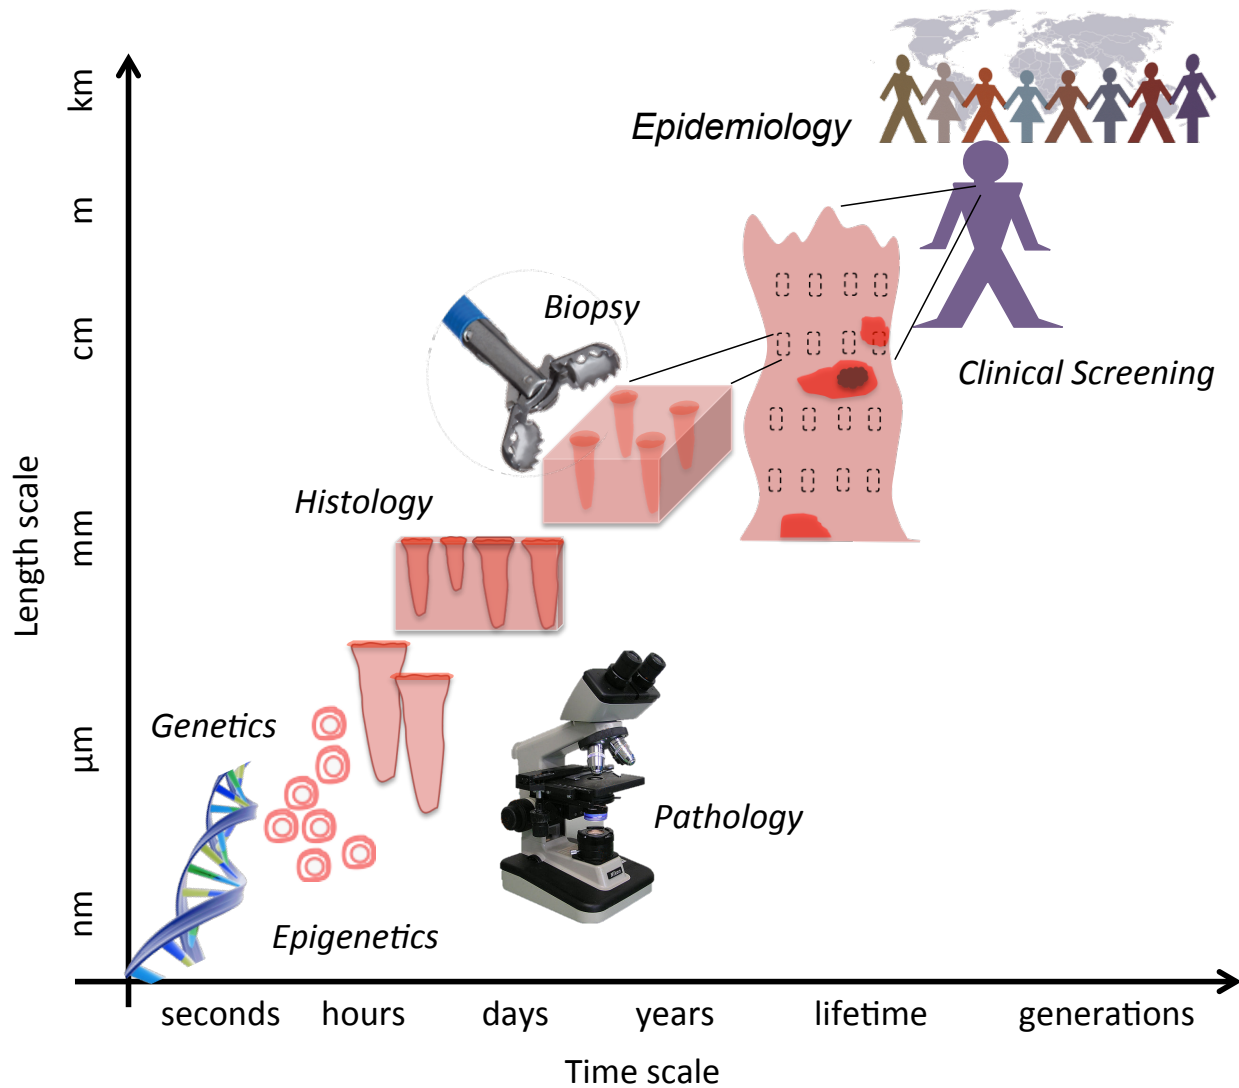 km
Epidemiology
m
Biopsy
cm
Clinical Screening
Histology
mm
Length scale
Genetics
µm
Pathology
nm
Epigenetics
seconds hours days years lifetime generations
Time scale